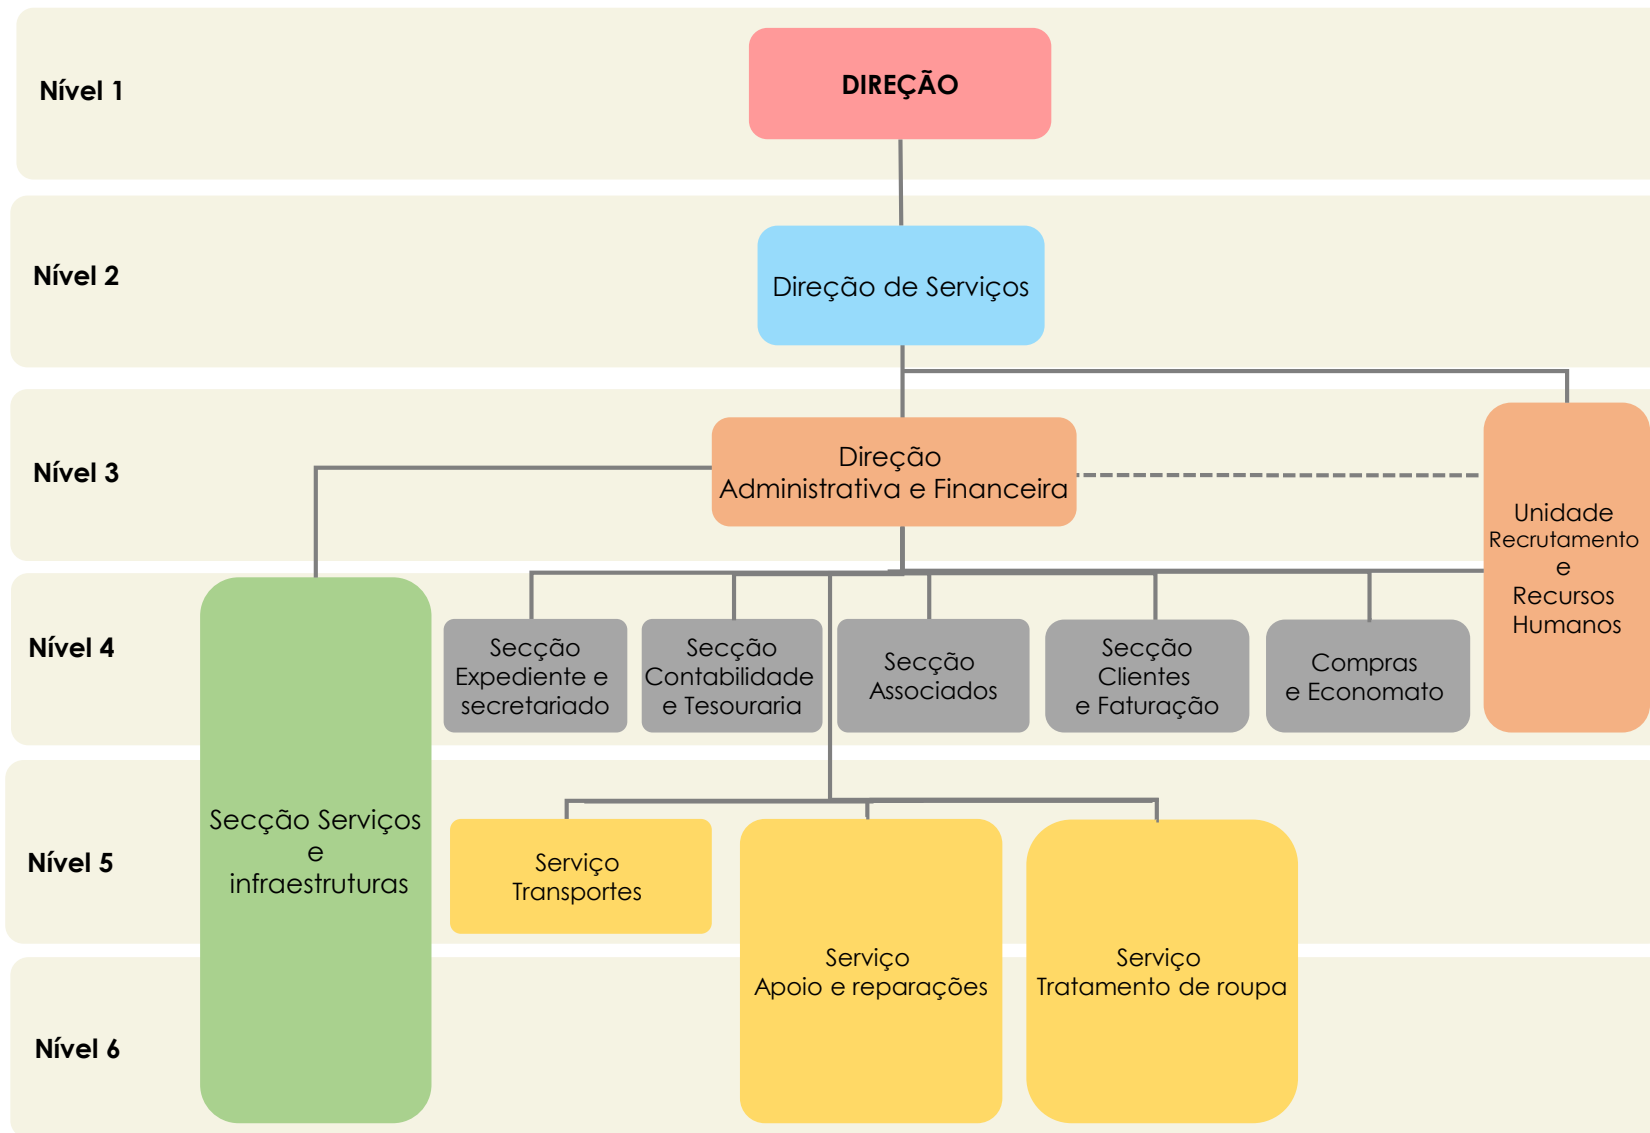 Nível 1
DIREÇÃO
Nível 2
Direção de Serviços
Nível 3
Direção
Administrativa e Financeira
Unidade
Recrutamento
e
Recursos
Humanos
Nível 4
Secção
Expediente e
secretariado
Secção
Contabilidade
e Tesouraria
Secção
Associados
Secção
Clientes
e Faturação
Compras
e Economato
Secção Serviços
e
infraestruturas
Nível 5
Serviço
Transportes
Serviço
Apoio e reparações
Serviço
Tratamento de roupa
Nível 6